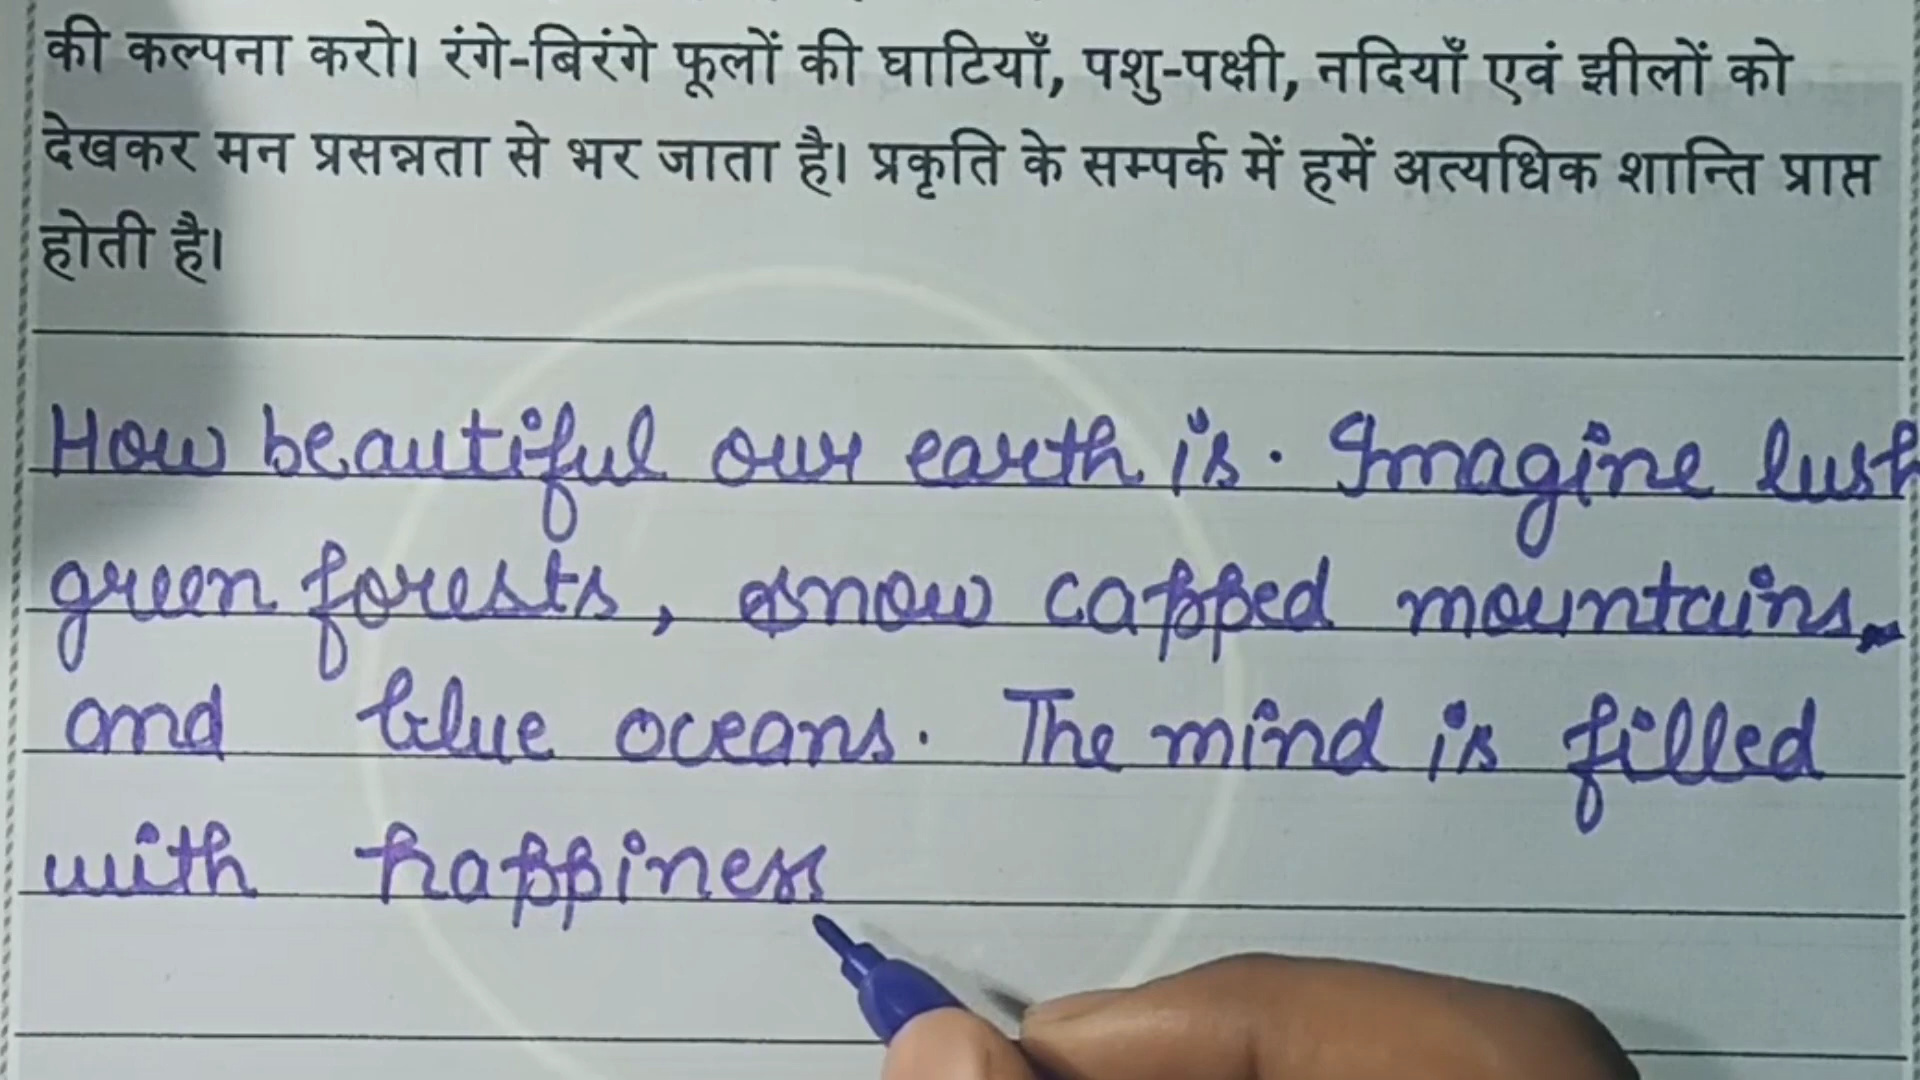 की कल्पना करो। रंगे-बिरंगे फूलों की घाटियाँ, पशु-पक्षी, नदियाँ एवं झीलों को
देखकर मन प्रसन्नता से भर जाता है। प्रकृति के सम्पर्क में हमें अत्यधिक शान्ति प्राप्त
होती है।
How beautiful our earth is. Imagine lush
green forests, snow capped mountains
and blue oceans. The mind is filled
with happiness